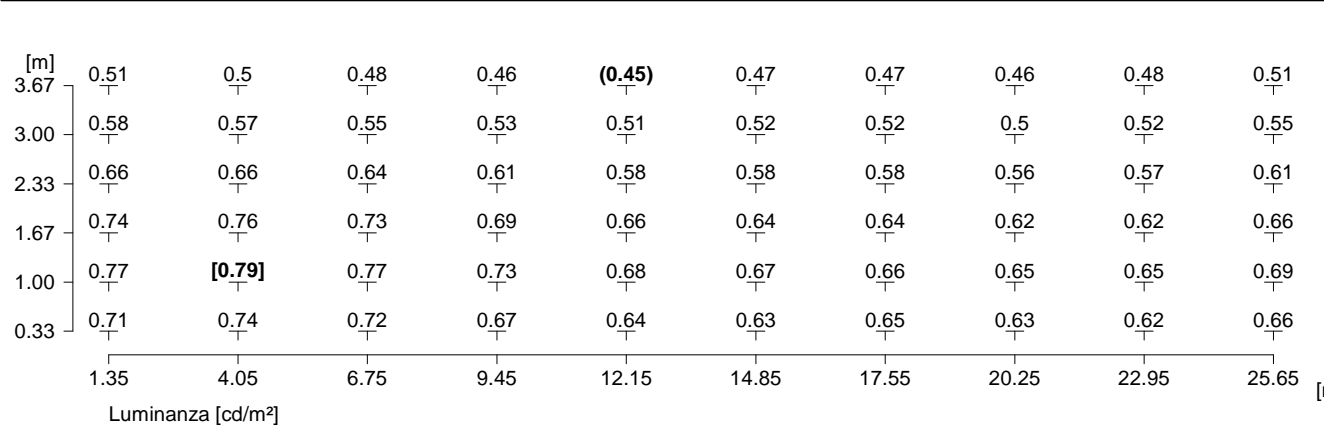 [m]
3.67 0.51 0.5 0.48 0.46 (0.45) 0.47 0.47 0.46 0.48 0.51
3.00 0.58 0.57 0.55 0.53 0.51 0.52 0.52 0.5 0.52 0.55
2.33 0.66 0.66 0.64 0.61 0.58 0.58 0.58 0.56 0.57 0.61
1.67 0.74 0.76 0.73 0.69 0.66 0.64 0.64 0.62 0.62 0.66
1.00 0.77 [0.79] 0.77 0.73 0.68 0.67 0.66 0.65 0.65 0.69
0.33 0.71 0.74 0.72 0.67 0.64 0.63 0.65 0.63 0.62 0.66
1.35 4.05 6.75 9.45 12.15 14.85 17.55 20.25 22.95 25.65
Luminanza [cd/m²]